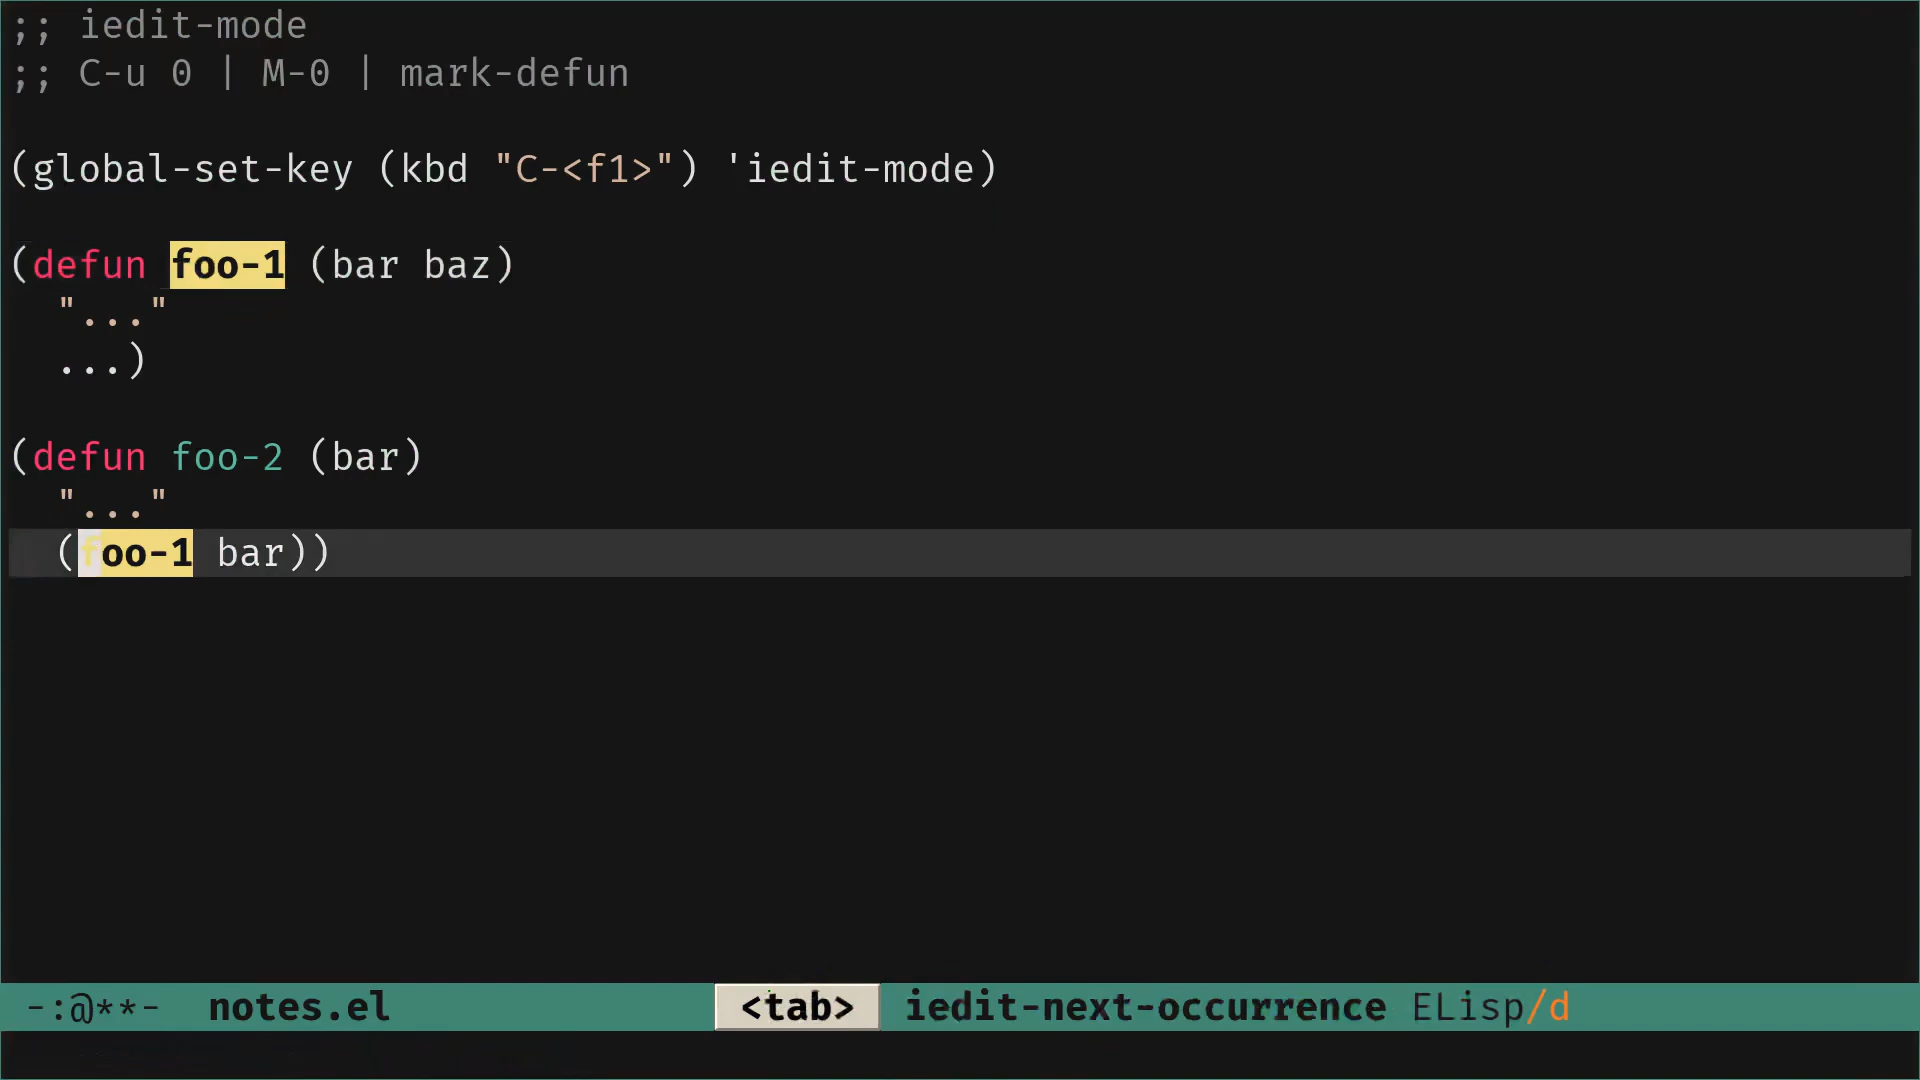 ;; iedit-mode
;; C-u 0 | M-0 | mark-defun
(global-set-key (kbd "C-<f1>") 'iedit-mode)
(defun foo-1 (bar baz)
  "..."
  ...)
(defun foo-2 (bar)
  "..."
  (foo-1 bar))
-:@**-  notes.el  <tab> iedit-next-occurrence ELisp/d